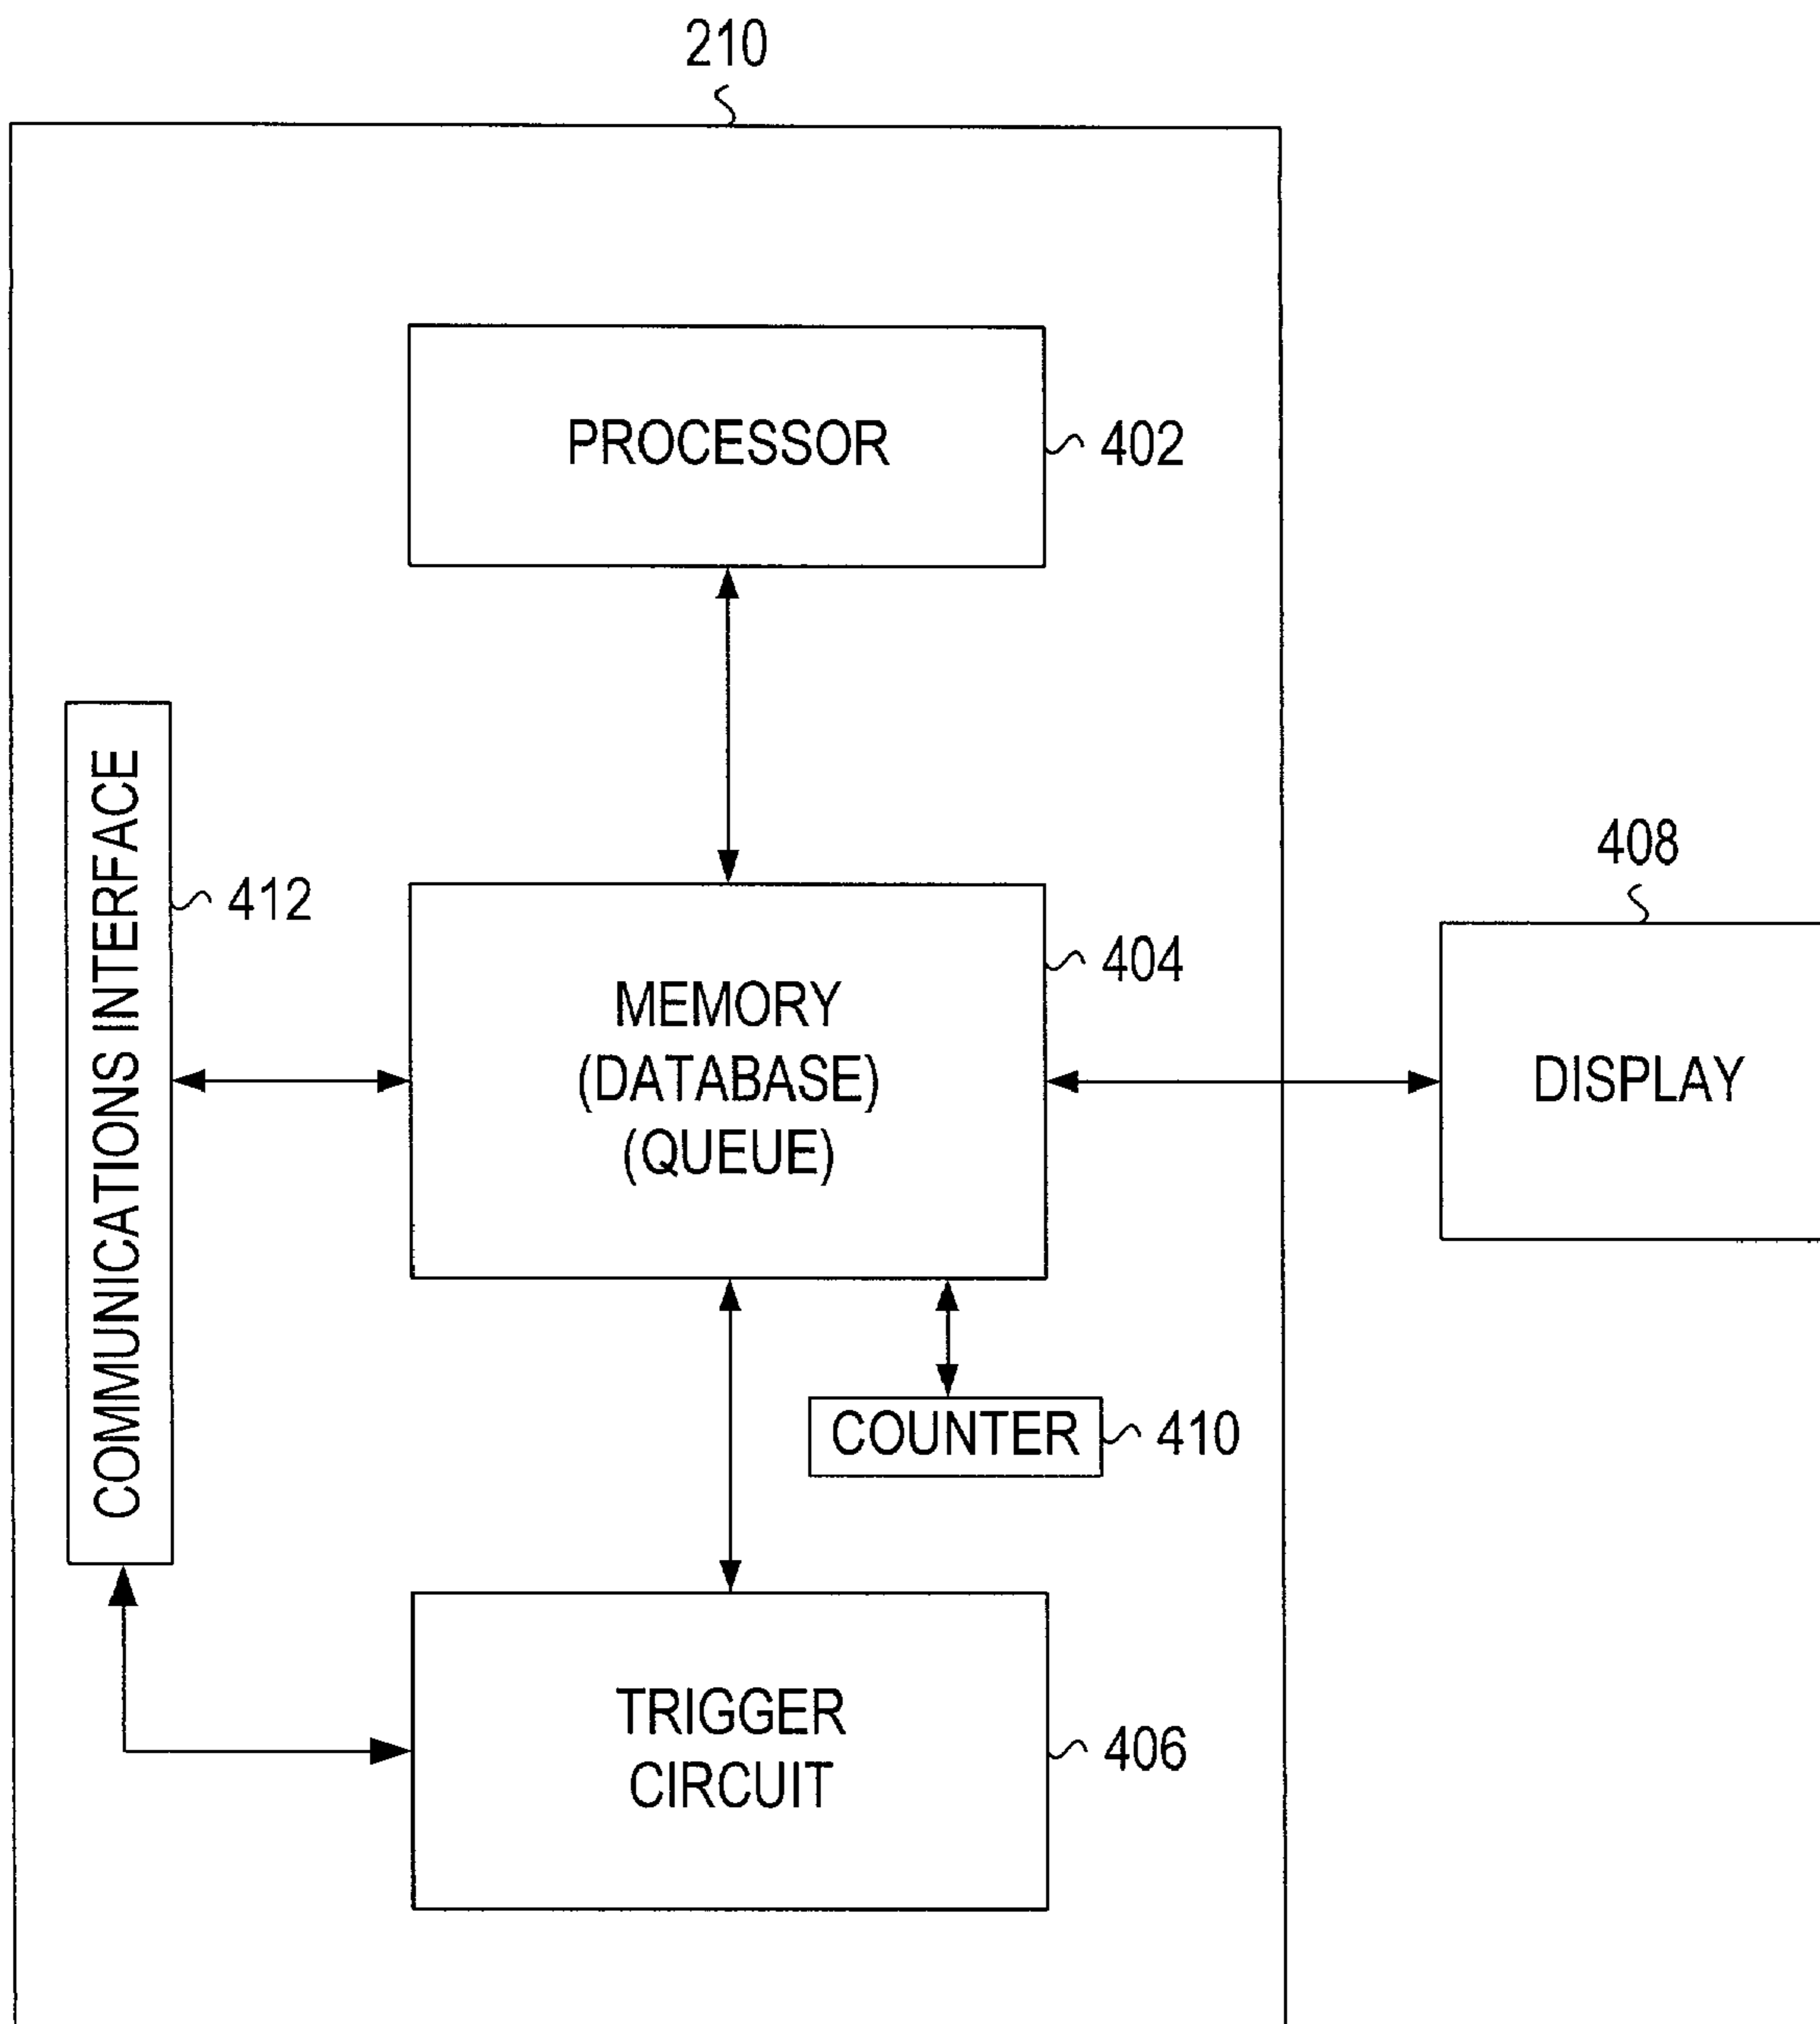 210
PROCESSOR
402
COMMUNICATIONS INTERFACE
412
MEMORY
(DATABASE)
(QUEUE)
404
408
DISPLAY
COUNTER
410
TRIGGER
CIRCUIT
406